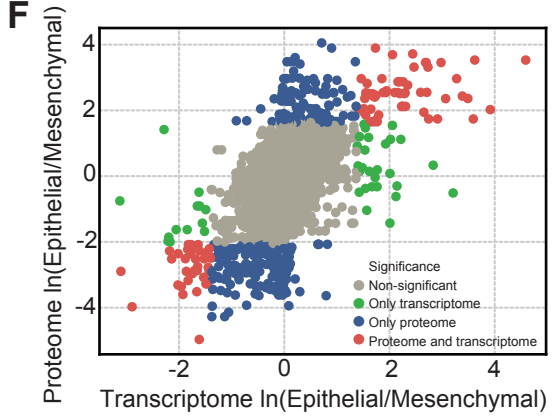 F
Proteome ln(Epithelial/Mesenchymal)
4
2
0
-2
-4
Significance
Non-significant
Only transcriptome
Only proteome
Proteome and transcriptome
-2 0 2 4
Transcriptome ln(Epithelial/Mesenchymal)